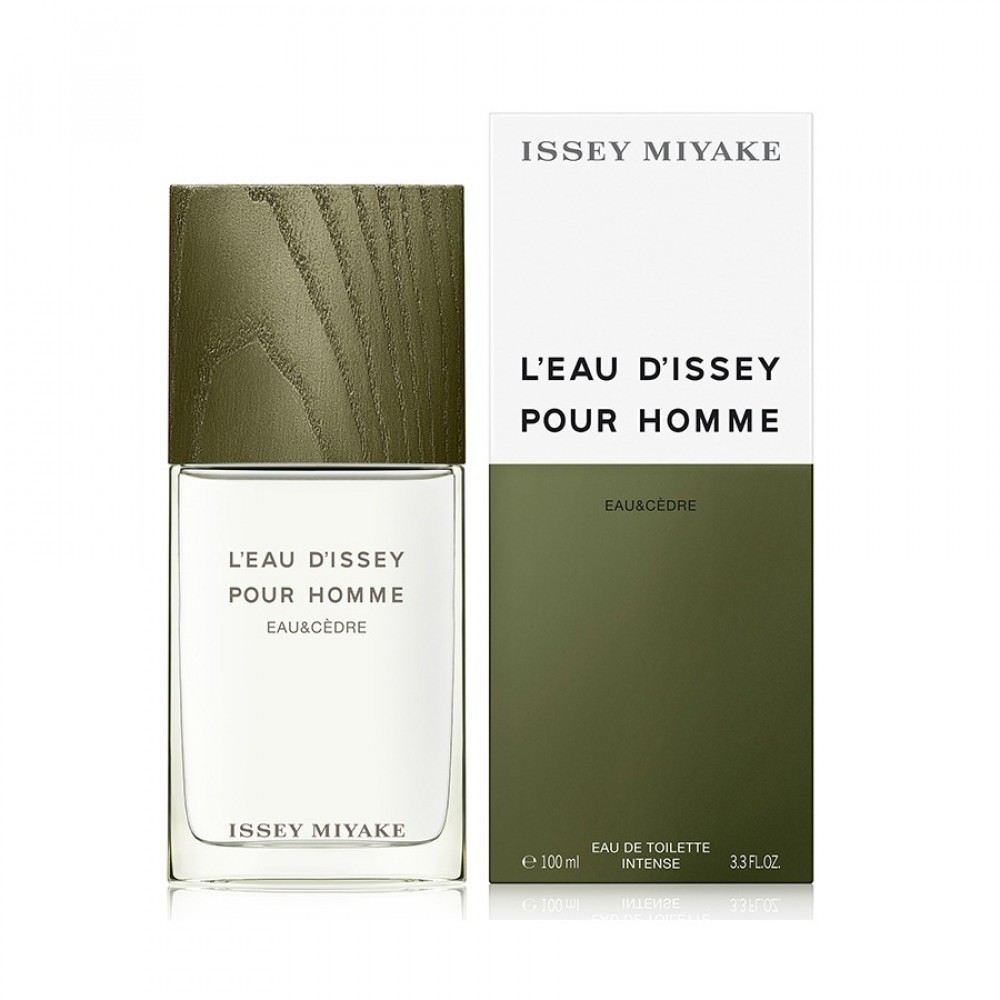 L'EAU D'ISSEY
POUR HOMME
EAU&CÈDRE
ISSEY MIYAKE
ISSEY MIYAKE
L'EAU D'ISSEY
POUR HOMME
EAU&CÈDRE
℮ 100 ml
EAU DE TOILETTE
INTENSE
3.3 FL.OZ.